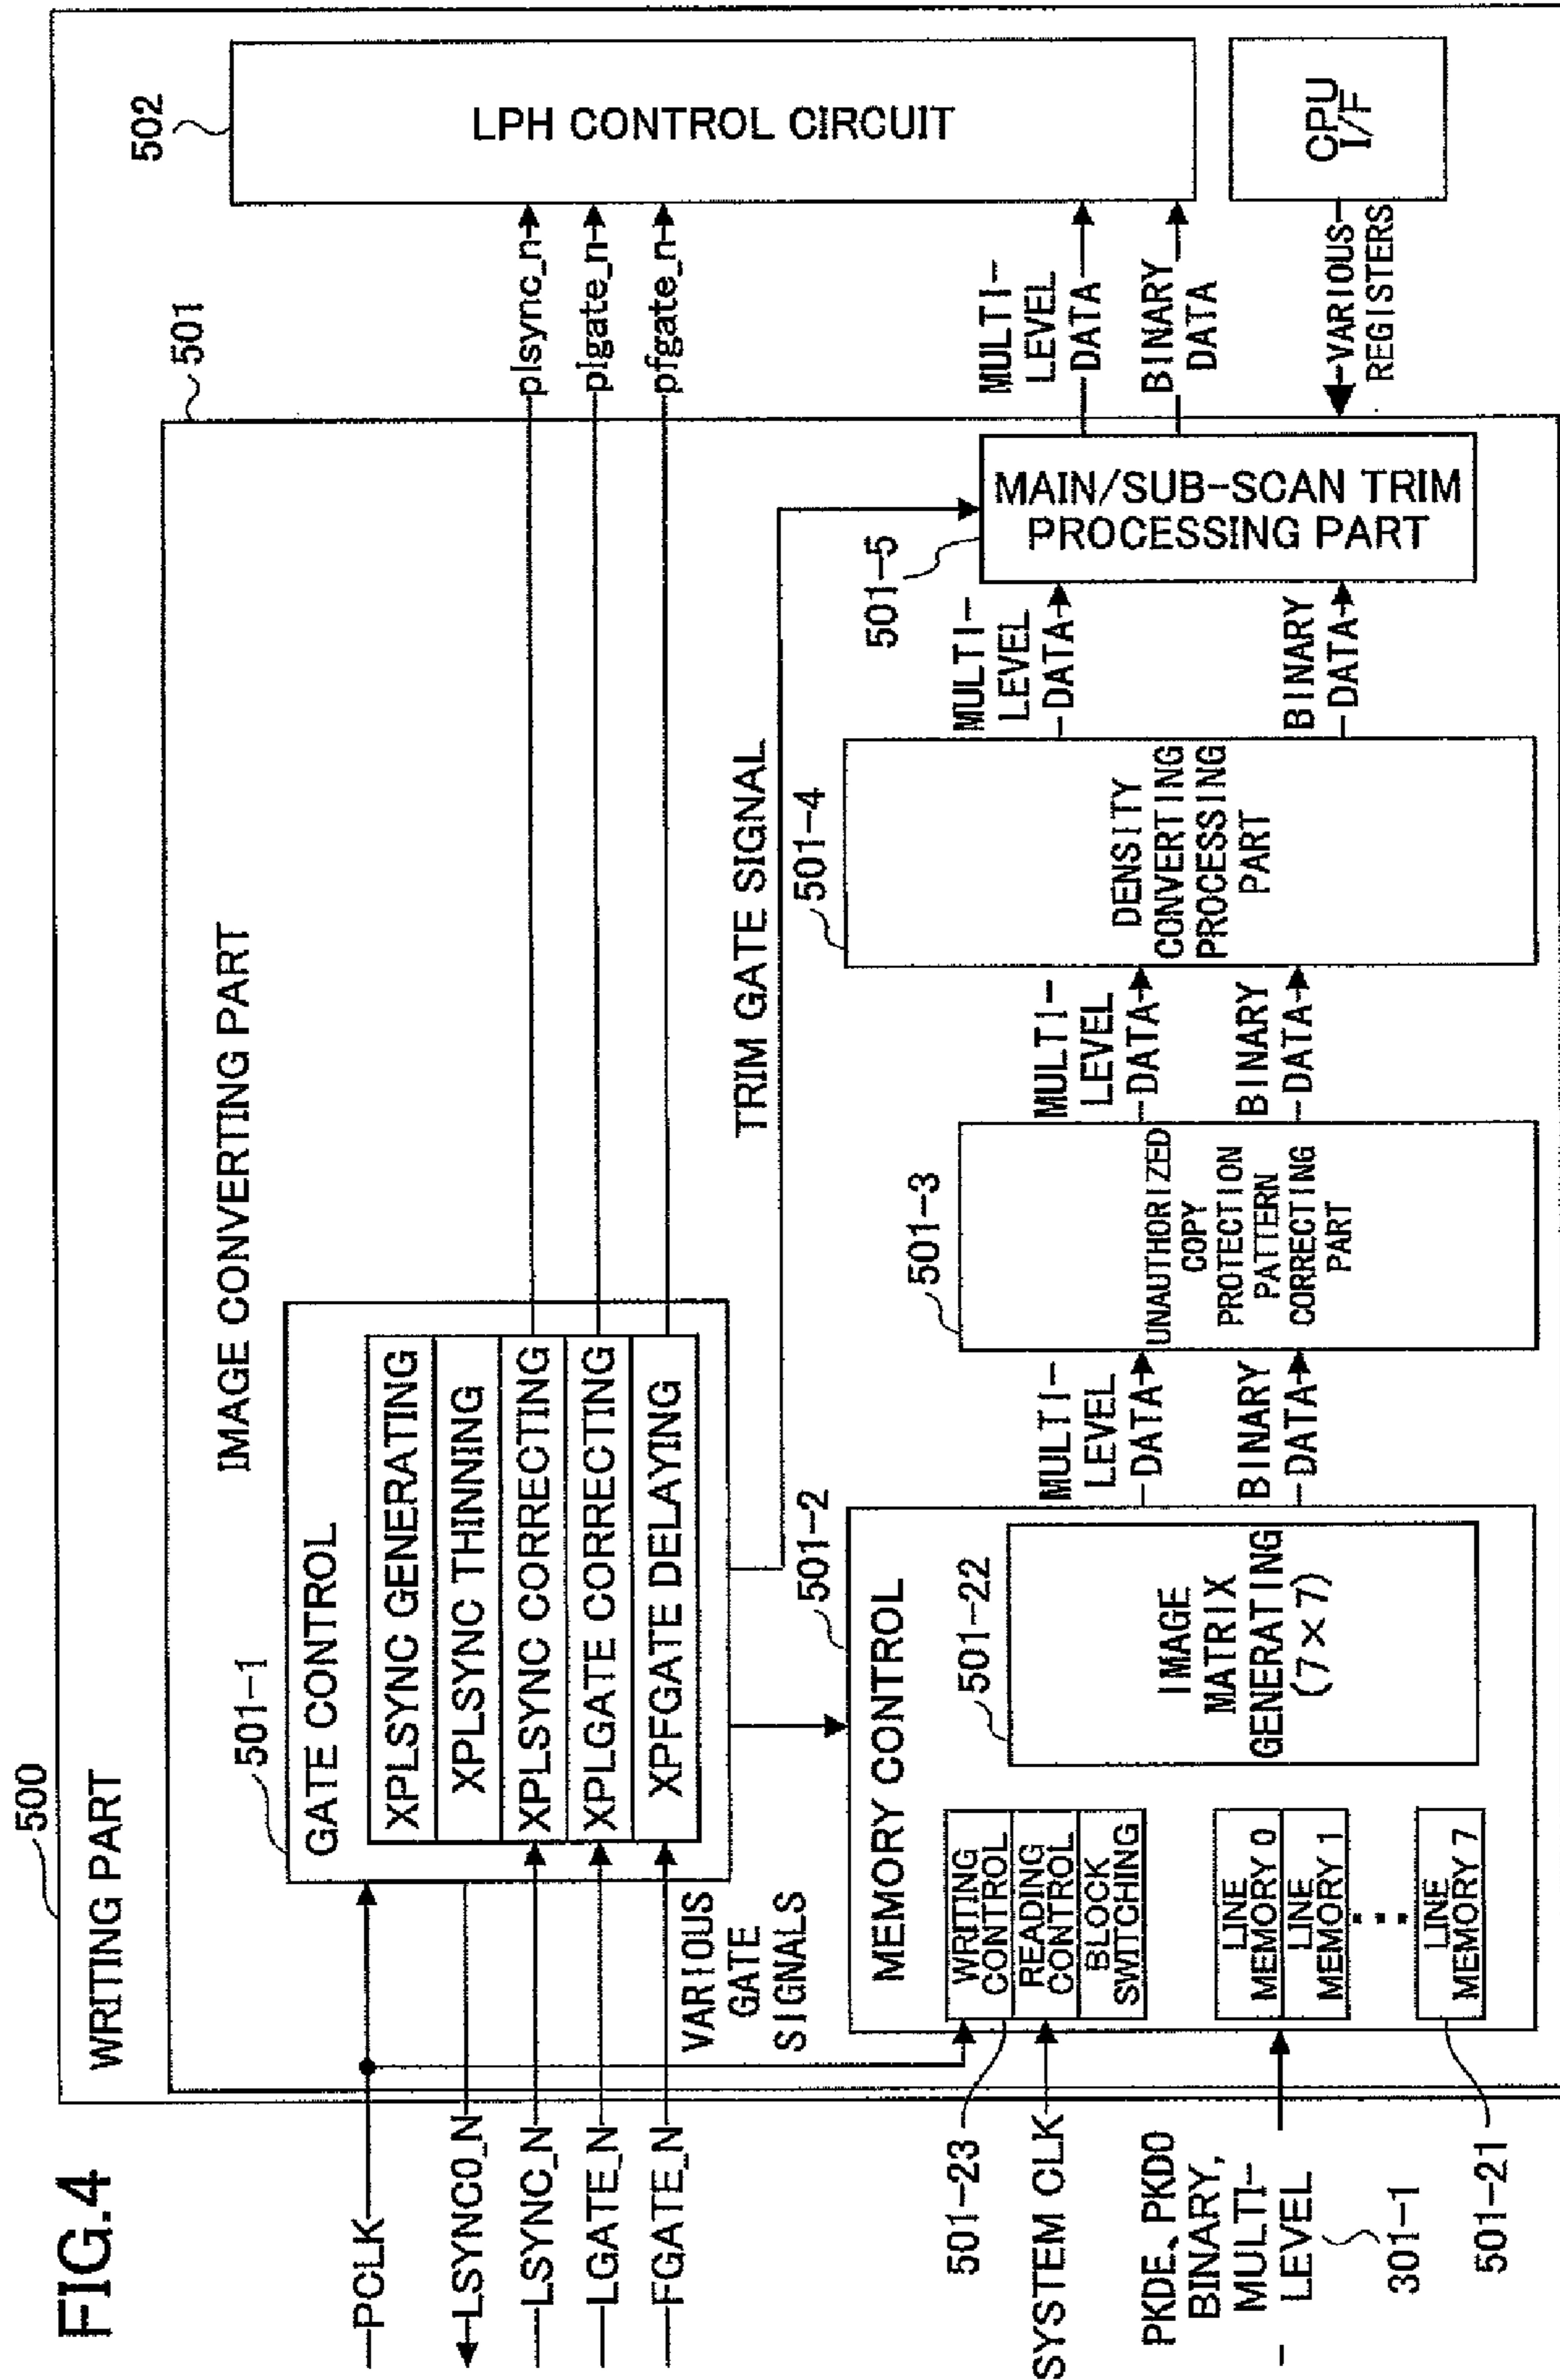 FIG.4
500
WRITING PART
501
IMAGE CONVERTING PART
502
LPH CONTROL CIRCUIT
CPU
I/F
VARIOUS
REGISTERS
PCLK
LSYNC0_N
LSYNC_N
LGATE_N
FGATE_N
501-1
GATE CONTROL
XPLSYNC GENERATING
XPLSYNC THINNING
XPLSYNC CORRECTING
XPLGATE CORRECTING
XPFGATE DELAYING
plsync_n
plgate_n
pfgate_n
VARIOUS
GATE
SIGNALS
TRIM GATE SIGNAL
501-2
MEMORY CONTROL
WRITING
CONTROL
READING
CONTROL
BLOCK
SWITCHING
LINE
MEMORY 0
LINE
MEMORY 1
LINE
MEMORY 7
501-22
IMAGE
MATRIX
GENERATING
(7×7)
501-23
SYSTEM CLK
PKDE、PKDO
BINARY,
MULTI-
LEVEL
301-1
501-21
MULTI-
LEVEL
DATA
BINARY
DATA
501-3
UNAUTHORIZED
COPY
PROTECTION
PATTERN
CORRECTING
PART
MULTI-
LEVEL
DATA
BINARY
DATA
501-4
DENSITY
CONVERTING
PROCESSING
PART
MULTI-
LEVEL
DATA
BINARY
DATA
501-5
MAIN/SUB-SCAN TRIM
PROCESSING PART
MULTI-
LEVEL
DATA
BINARY
DATA